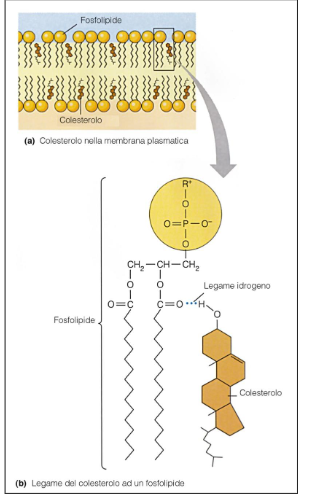 Fosfolipide
Colesterolo
(a) Colesterolo nella membrana plasmatica
R⁺
O
O=P—O⁻
O
CH₂—CH—CH₂
O O
O=C C=O•••H
Legame idrogeno
O
Fosfolipide
Colesterolo
(b) Legame del colesterolo ad un fosfolipide